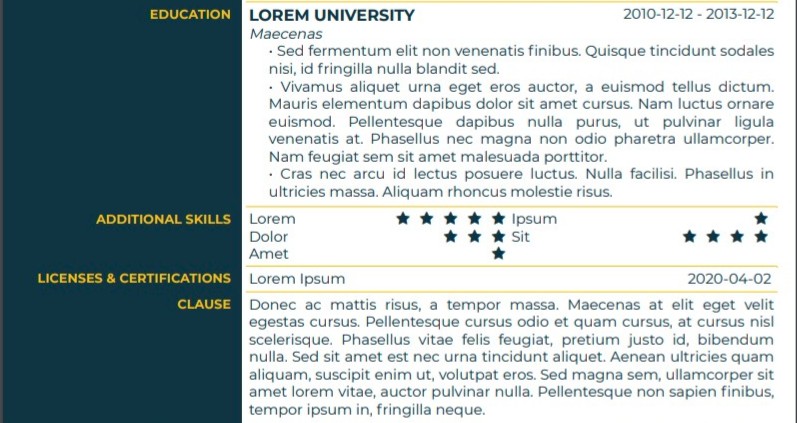 EDUCATION LOREM UNIVERSITY 2010-12-12 - 2013-12-12
Maecenas
• Sed fermentum elit non venenatis finibus. Quisque tincidunt sodales
nisi, id fringilla nulla blandit sed.
• Vivamus aliquet urna eget eros auctor, a euismod tellus dictum.
Mauris elementum dapibus dolor sit amet cursus. Nam luctus ornare
euismod. Pellentesque dapibus nulla purus, ut pulvinar ligula
venenatis at. Phasellus nec magna non odio pharetra ullamcorper.
Nam feugiat sem sit amet malesuada porttitor.
• Cras nec arcu id lectus posuere luctus. Nulla facilisi. Phasellus in
ultricies massa. Aliquam rhoncus molestie risus.
ADDITIONAL SKILLS Lorem ★ ★ ★ ★ ★ Ipsum ★
Dolor ★ ★ ★ Sit ★ ★ ★ ★
Amet ★
LICENSES & CERTIFICATIONS Lorem Ipsum 2020-04-02
CLAUSE Donec ac mattis risus, a tempor massa. Maecenas at elit eget velit
egestas cursus. Pellentesque cursus odio et quam cursus, at cursus nisl
scelerisque. Phasellus vitae felis feugiat, pretium justo id, bibendum
nulla. Sed sit amet est nec urna tincidunt aliquet. Aenean ultricies quam
aliquam, suscipit enim ut, volutpat eros. Sed magna sem, ullamcorper sit
amet lorem vitae, auctor pulvinar nulla. Pellentesque non sapien finibus,
tempor ipsum in, fringilla neque.